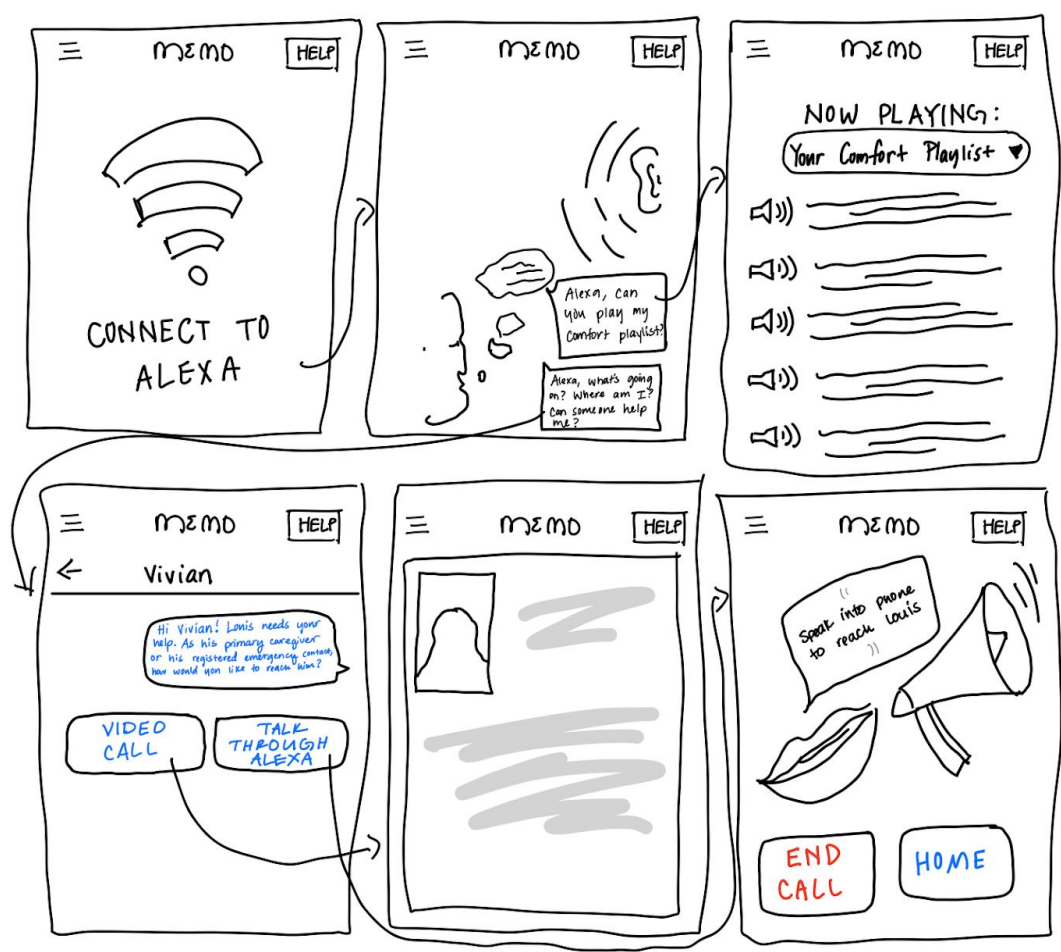 MEMO
HELP
CONNECT TO
ALEXA
MEMO
HELP
Alexa, can
you play my
comfort playlist?
Alexa, what's going
on? Where am I?
Can someone help
me?
MEMO
HELP
NOW PLAYING:
Your Comfort Playlist
MEMO
HELP
Vivian
Hi Vivian! Louis needs your
help. As his primary caregiver
or his registered emergency contact,
how would you like to reach him?
VIDEO
CALL
TALK
THROUGH
ALEXA
MEMO
HELP
MEMO
HELP
"
Speak into phone
to reach Louis
"
END
CALL
HOME